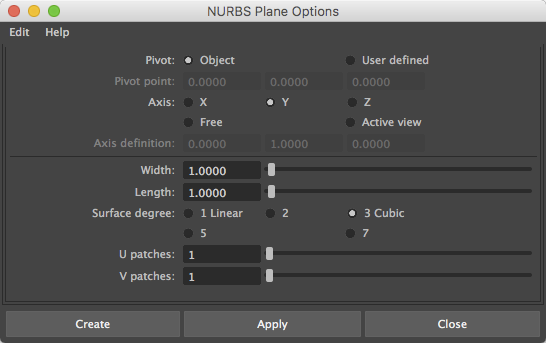 NURBS Plane Options
Edit Help
Pivot: Object User defined
Pivot point: 0.0000 0.0000 0.0000
Axis: X Y Z
Free Active view
Axis definition: 0.0000 1.0000 0.0000
Width: 1.0000
Length: 1.0000
Surface degree: 1 Linear 2 3 Cubic
5 7
U patches: 1
V patches: 1
Create Apply Close